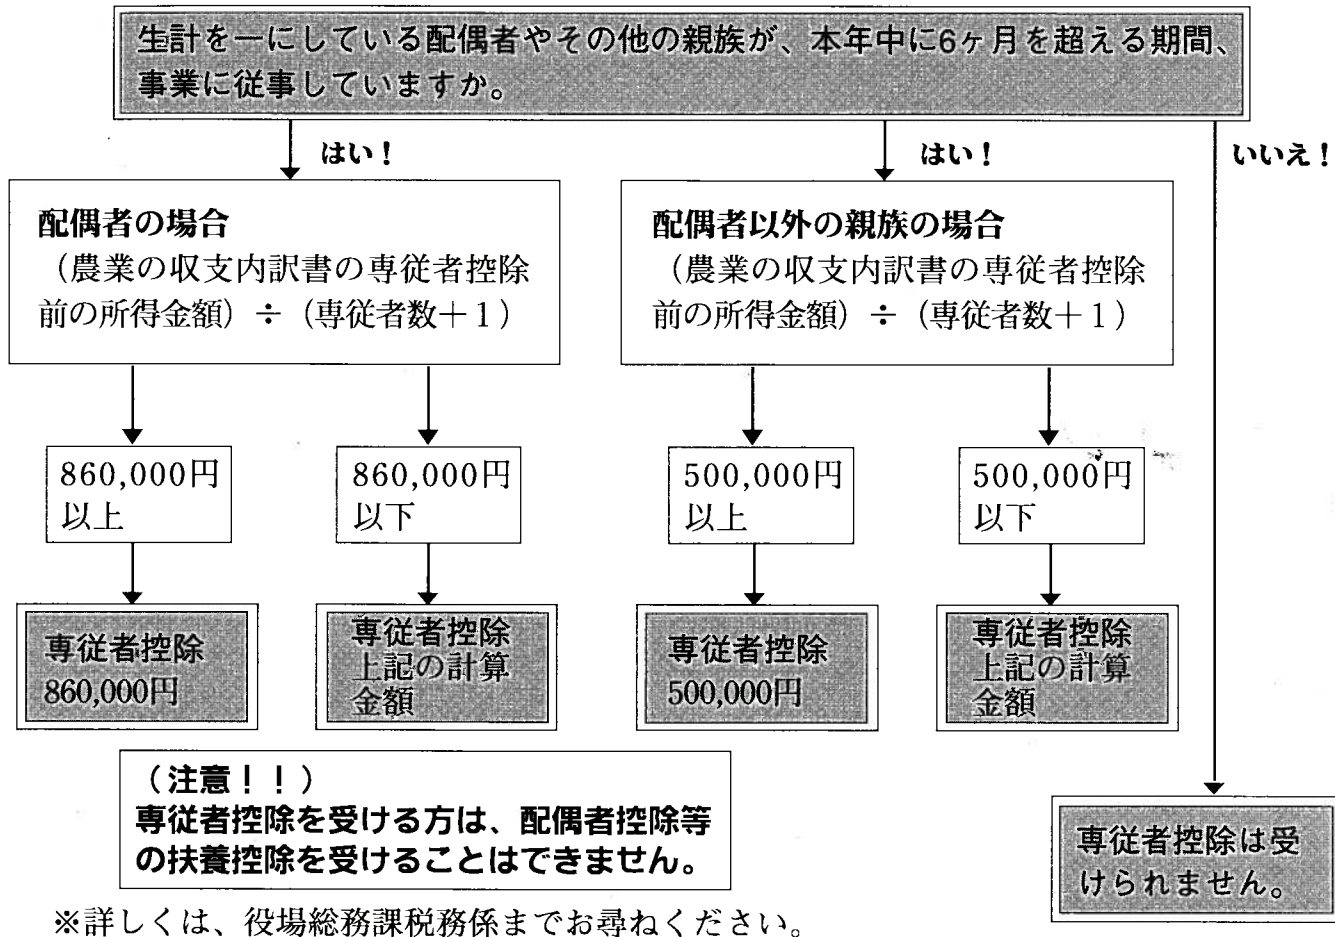 生計を一にしている配偶者やその他の親族が、本年中に6ヶ月を超える期間、
事業に従事していますか。
はい！
はい！
いいえ！
配偶者の場合
（農業の収支内訳書の専従者控除
前の所得金額）÷（専従者数＋１）
配偶者以外の親族の場合
（農業の収支内訳書の専従者控除
前の所得金額）÷（専従者数＋１）
860,000円
以上
860,000円
以下
500,000円
以上
500,000円
以下
専従者控除
860,000円
専従者控除
上記の計算
金額
専従者控除
500,000円
専従者控除
上記の計算
金額
（注意！！）
専従者控除を受ける方は、配偶者控除等
の扶養控除を受けることはできません。
専従者控除は受
けられません。
※詳しくは、役場総務課税務係までお尋ねください。